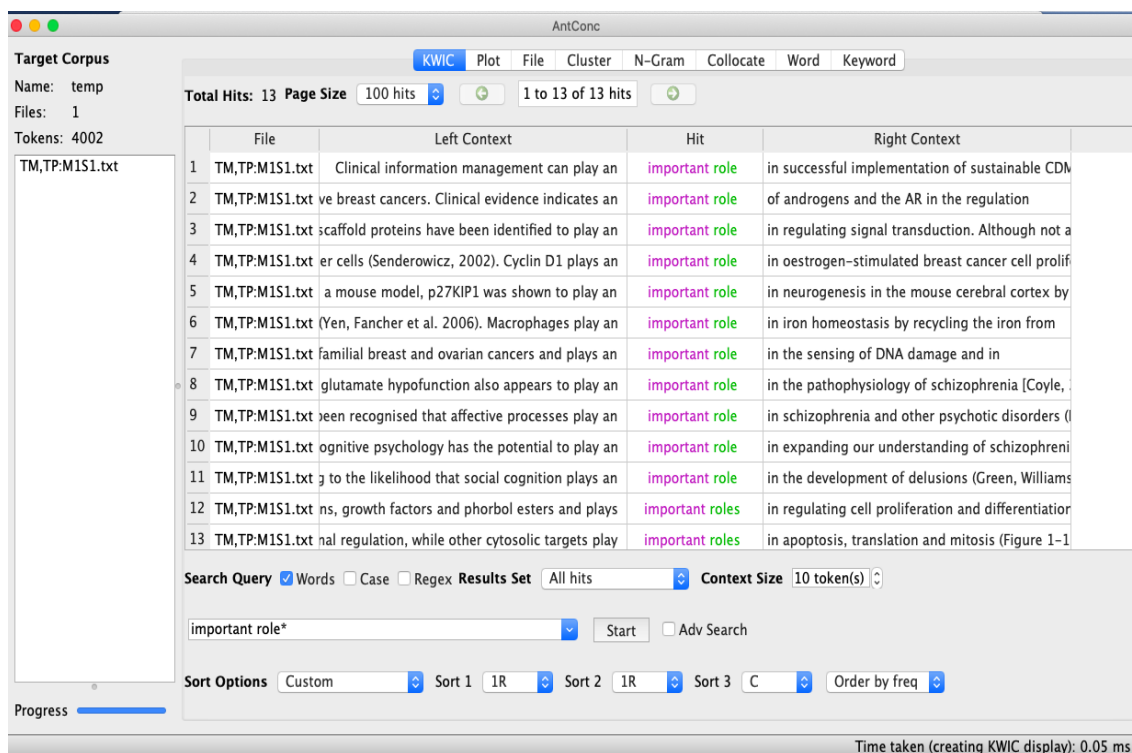 AntConc
Target Corpus
Name: temp
Files: 1
Tokens: 4002
TM,TP:M1S1.txt
Progress
KWIC Plot File Cluster N-Gram Collocate Word Keyword
Total Hits: 13 Page Size 100 hits 1 to 13 of 13 hits
File Left Context Hit Right Context
1 TM,TP:M1S1.txt Clinical information management can play an important role in successful implementation of sustainable CDM
2 TM,TP:M1S1.txt ve breast cancers. Clinical evidence indicates an important role of androgens and the AR in the regulation
3 TM,TP:M1S1.txt scaffold proteins have been identified to play an important role in regulating signal transduction. Although not a
4 TM,TP:M1S1.txt er cells (Senderowicz, 2002). Cyclin D1 plays an important role in oestrogen-stimulated breast cancer cell prolif
5 TM,TP:M1S1.txt a mouse model, p27KIP1 was shown to play an important role in neurogenesis in the mouse cerebral cortex by
6 TM,TP:M1S1.txt (Yen, Fancher et al. 2006). Macrophages play an important role in iron homeostasis by recycling the iron from
7 TM,TP:M1S1.txt familial breast and ovarian cancers and plays an important role in the sensing of DNA damage and in
8 TM,TP:M1S1.txt glutamate hypofunction also appears to play an important role in the pathophysiology of schizophrenia [Coyle,
9 TM,TP:M1S1.txt been recognised that affective processes play an important role in schizophrenia and other psychotic disorders (
10 TM,TP:M1S1.txt ognitive psychology has the potential to play an important role in expanding our understanding of schizophreni
11 TM,TP:M1S1.txt g to the likelihood that social cognition plays an important role in the development of delusions (Green, Williams
12 TM,TP:M1S1.txt ns, growth factors and phorbol esters and plays important roles in regulating cell proliferation and differentiation
13 TM,TP:M1S1.txt nal regulation, while other cytosolic targets play important roles in apoptosis, translation and mitosis (Figure 1-1
Search Query Words Case Regex Results Set All hits Context Size 10 token(s)
important role* Start Adv Search
Sort Options Custom Sort 1 1R Sort 2 1R Sort 3 C Order by freq
Time taken (creating KWIC display): 0.05 ms